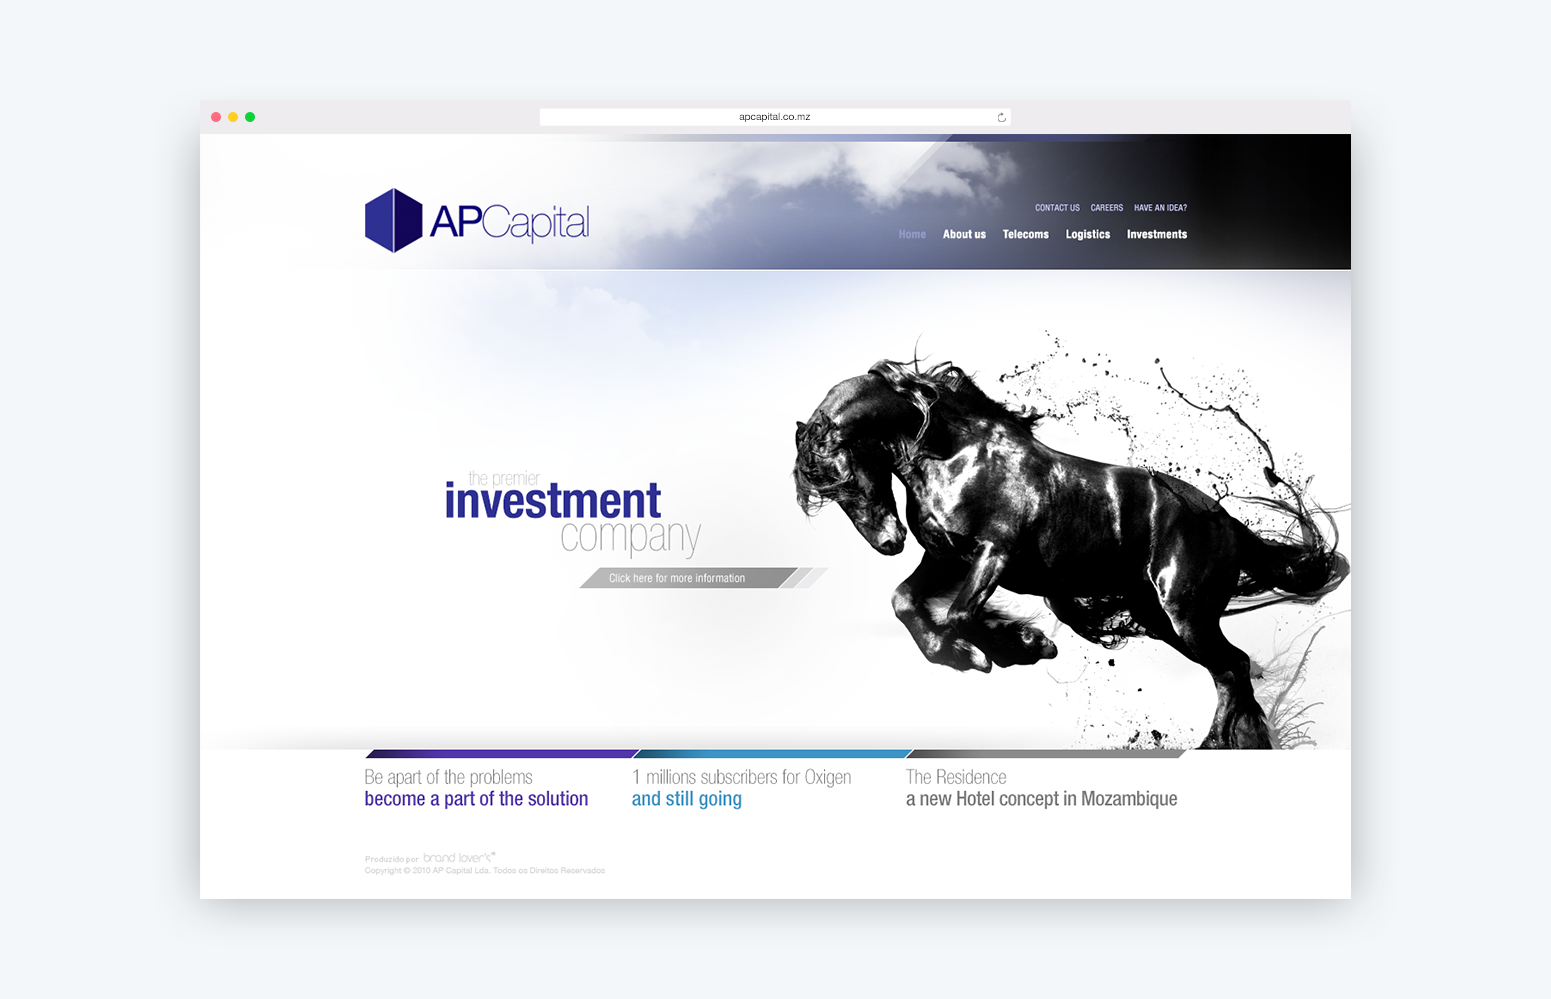 apcapital.co.mz
APCapital
CONTACT US CAREERS HAVE AN IDEA?
Home About us Telecoms Logistics Investments
the premier
investment
company
Click here for more information
Be apart of the problems
become a part of the solution
1 millions subscribers for Oxigen
and still going
The Residence
a new Hotel concept in Mozambique
Produzido por brand lover's
Copyright © 2010 AP Capital Lda. Todos os Direitos Reservados